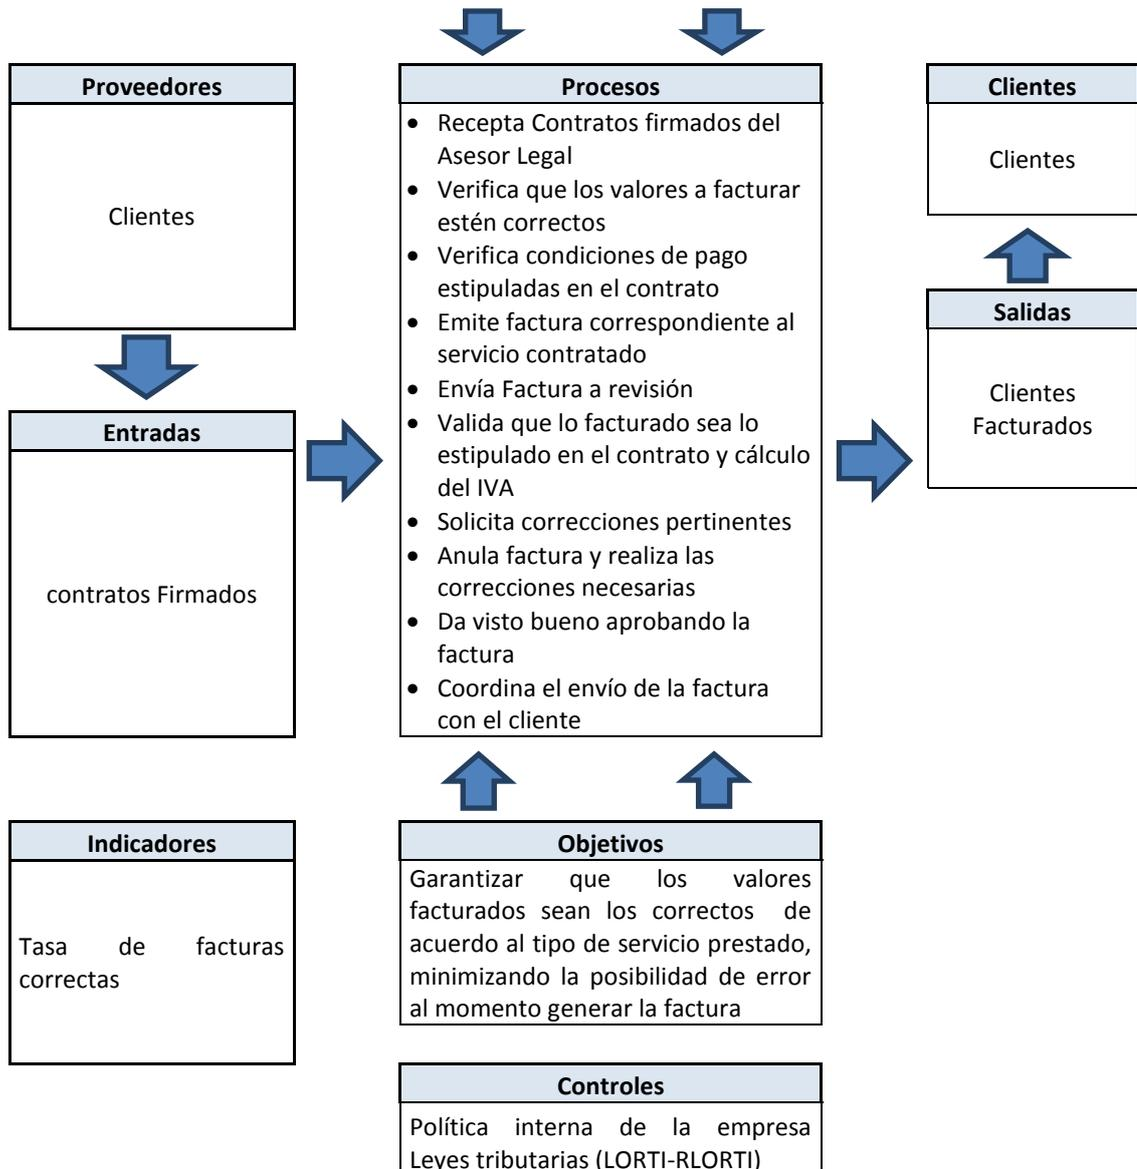 Proveedores
Clientes
Entradas
contratos Firmados
Procesos
• Recepta Contratos firmados del
Asesor Legal
• Verifica que los valores a facturar
estén correctos
• Verifica condiciones de pago
estipuladas en el contrato
• Emite factura correspondiente al
servicio contratado
• Envía Factura a revisión
• Valida que lo facturado sea lo
estipulado en el contrato y cálculo
del IVA
• Solicita correcciones pertinentes
• Anula factura y realiza las
correcciones necesarias
• Da visto bueno aprobando la
factura
• Coordina el envío de la factura
con el cliente
Clientes
Clientes
Salidas
Clientes
Facturados
Indicadores
Tasa de facturas
correctas
Objetivos
Garantizar que los valores
facturados sean los correctos de
acuerdo al tipo de servicio prestado,
minimizando la posibilidad de error
al momento generar la factura
Controles
Política interna de la empresa
Leyes tributarias (LORTI-RLORTI)